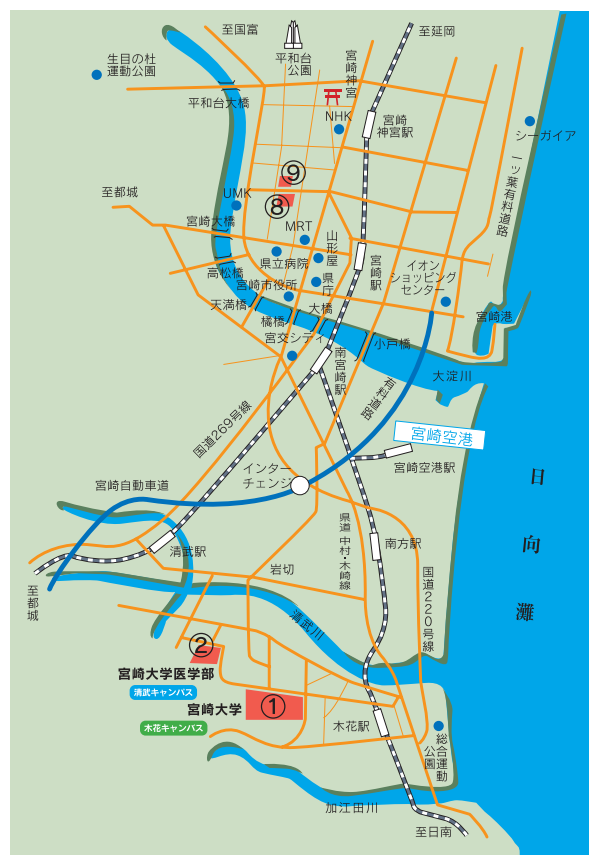 至国富
至延岡
生目の杜
運動公園
平和台
公園
宮崎神宮
平和台大橋
NHK
宮崎
神宮駅
シーガイア
一ッ葉有料道路
⑨
至都城
UMK
⑧
宮崎大橋
MRT
山形屋
県立病院
高松橋
宮崎駅
イオン
ショッピング
センター
県庁
宮崎市役所
天満橋
大橋
橘橋
宮崎港
宮交シティ
小戸橋
南宮崎駅
大淀川
有料道路
国道269号線
宮崎空港
インター
チェンジ
宮崎空港駅
日向灘
宮崎自動車道
県道 中村・木崎線
南方駅
清武駅
岩切
国道220号線
至都城
清武川
②
宮崎大学医学部
清武キャンパス
宮崎大学
①
木花キャンパス
木花駅
総合運動
公園
加江田川
至日南